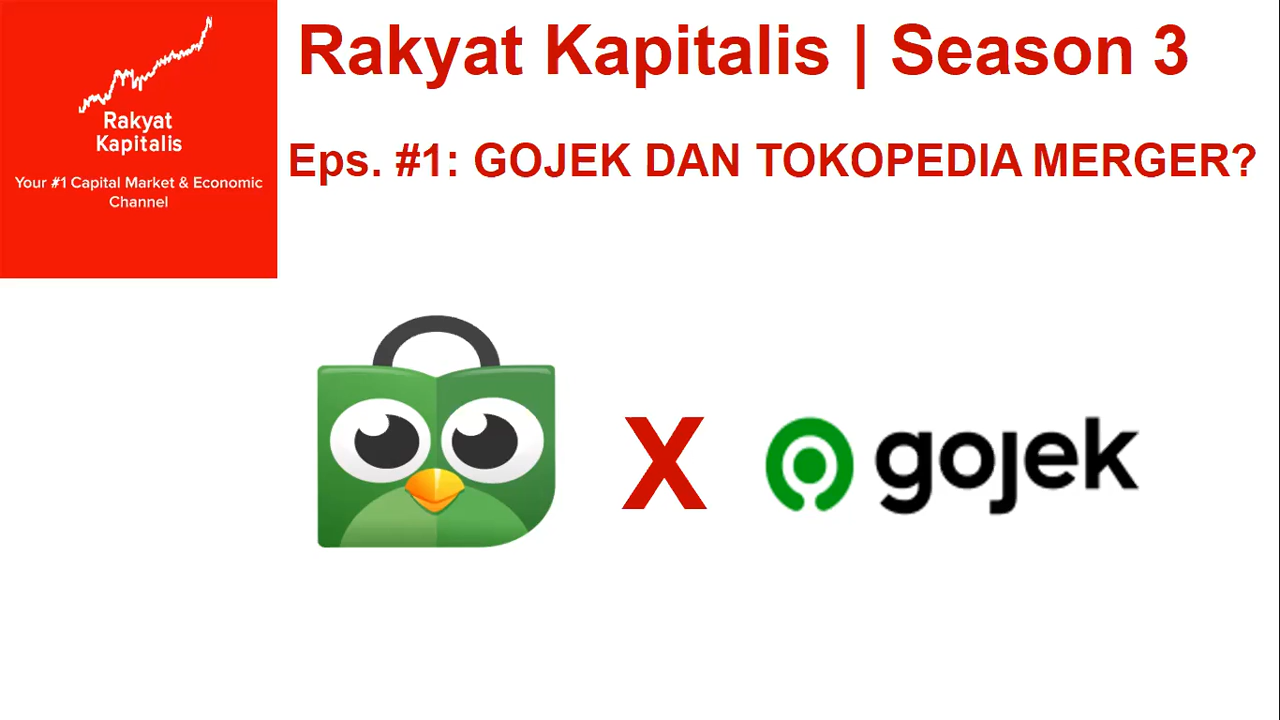 Rakyat Kapitalis | Season 3
Rakyat
Kapitalis
Your #1 Capital Market & Economic
Channel
Eps. #1: GOJEK DAN TOKOPEDIA MERGER?
X
gojek